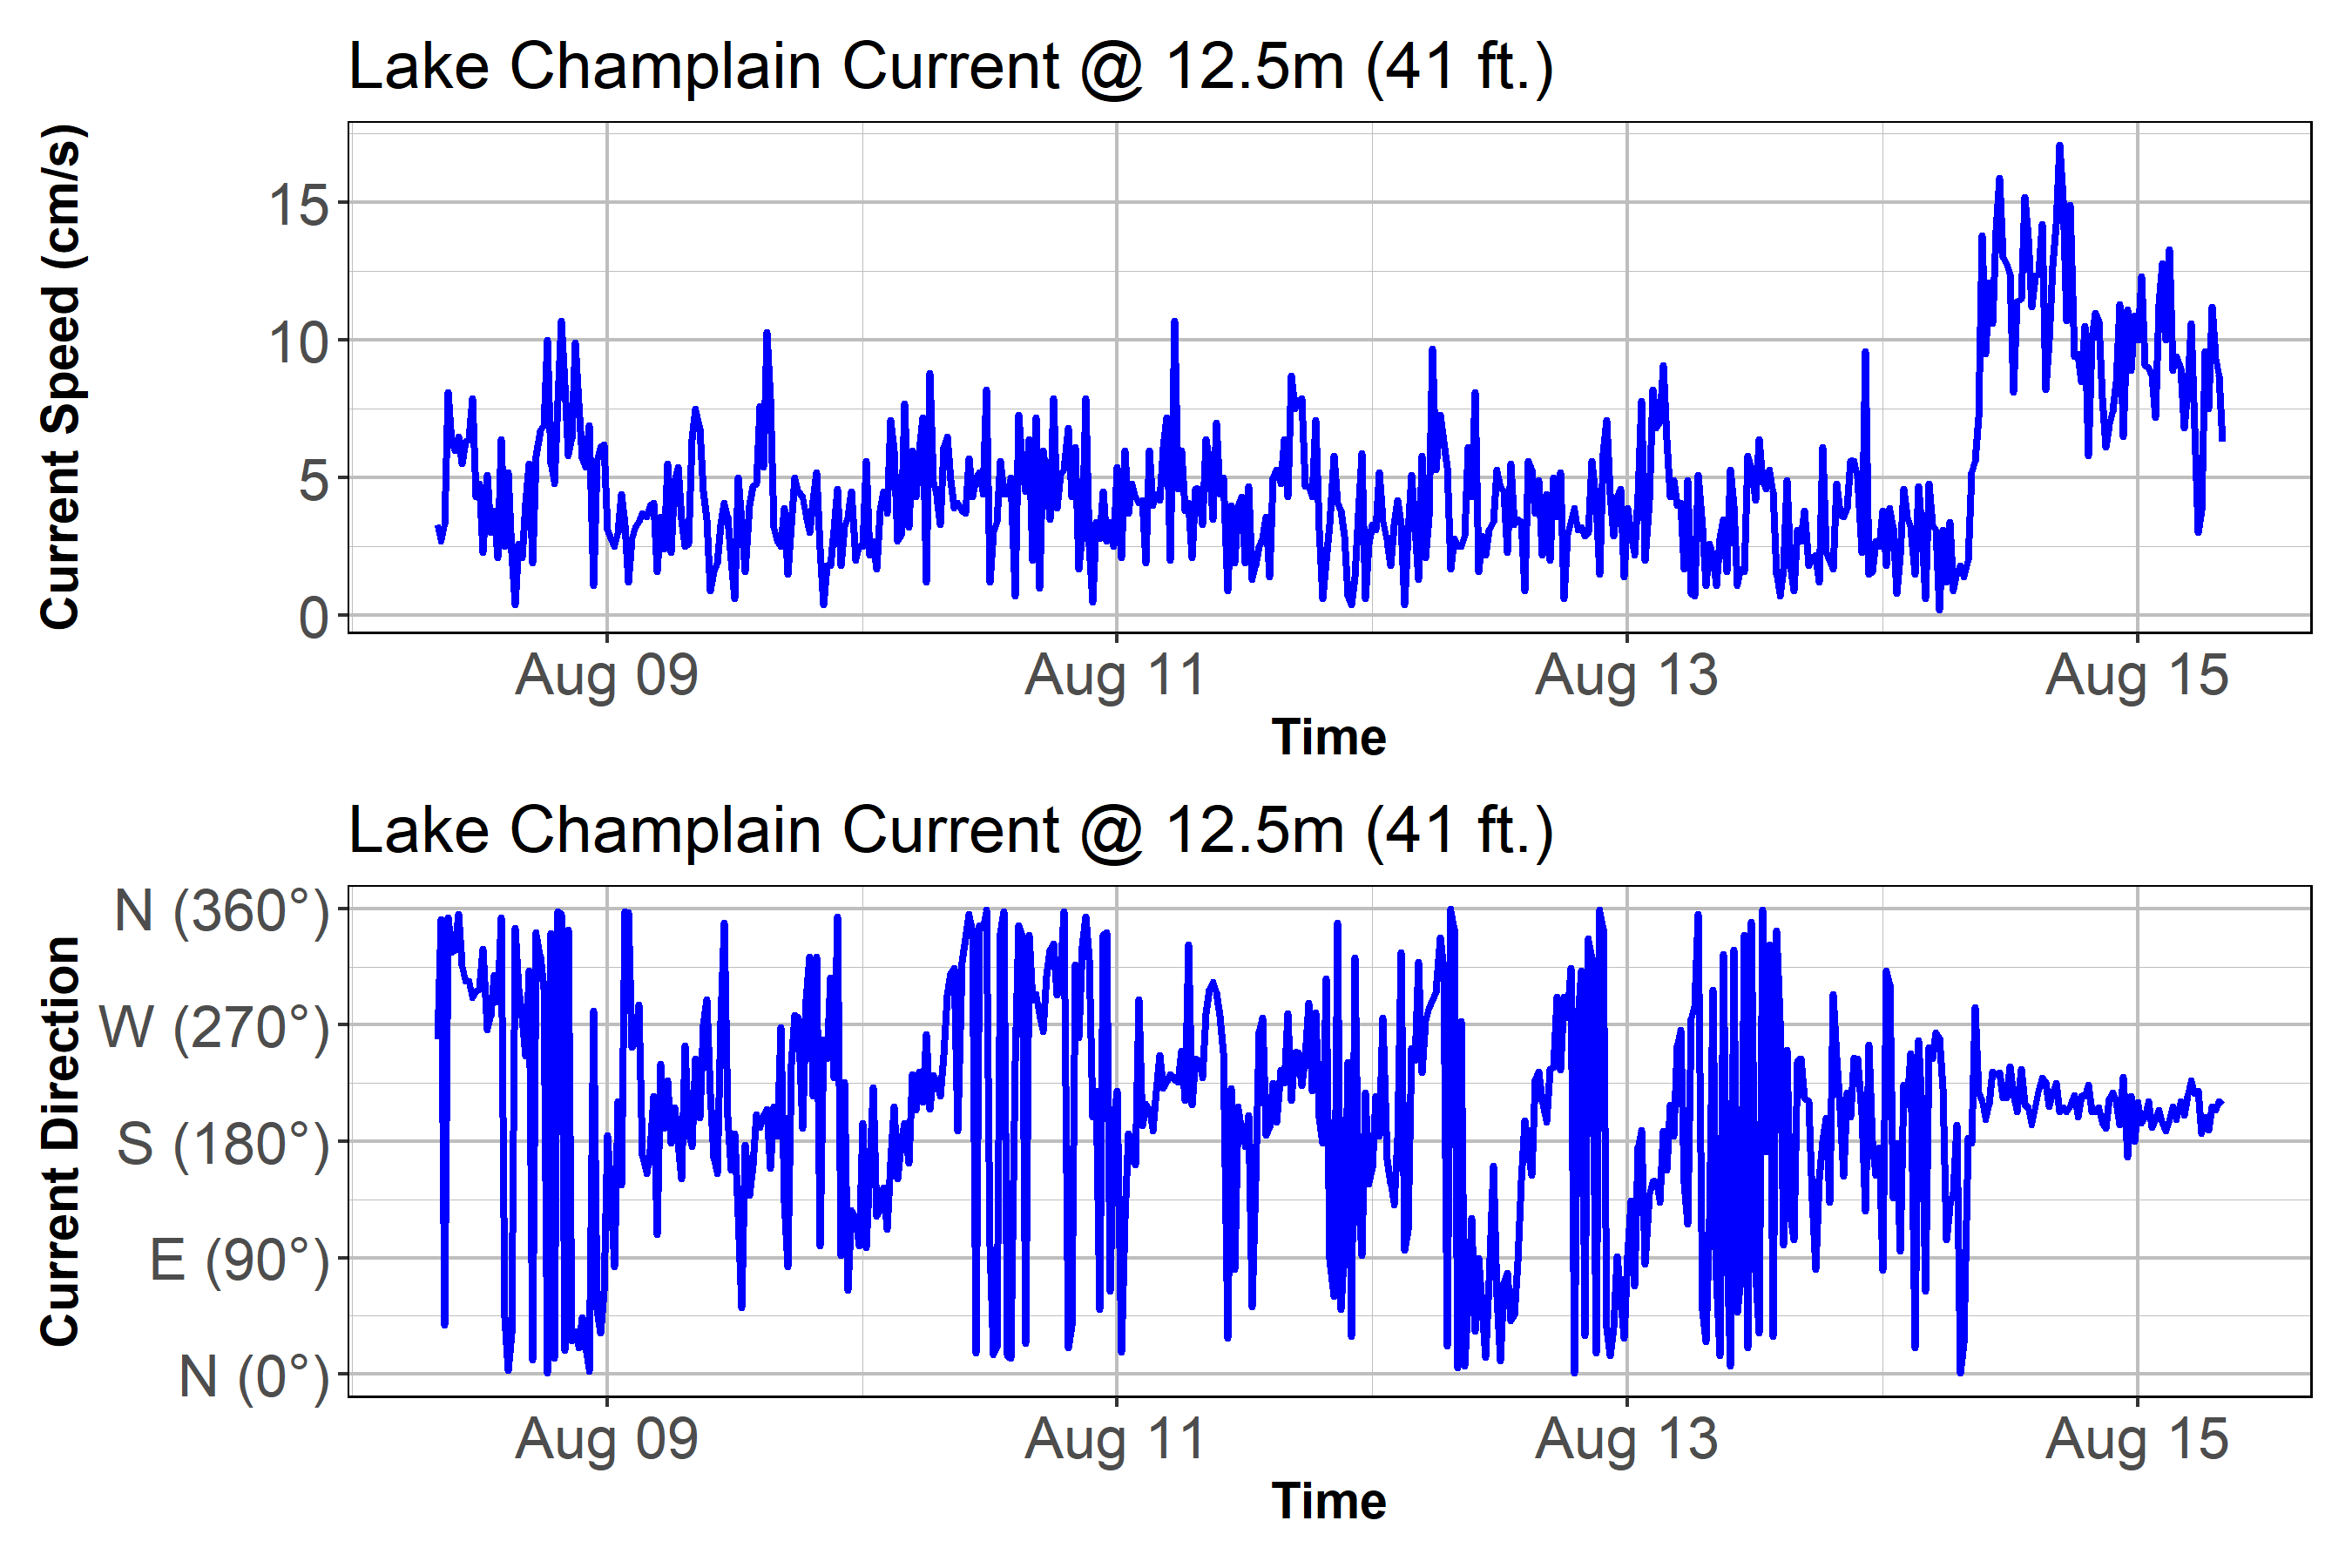 Lake Champlain Current @ 12.5m (41 ft.)
Current Speed (cm/s)
15
10
5
0
Aug 09 Aug 11 Aug 13 Aug 15
Time
Lake Champlain Current @ 12.5m (41 ft.)
Current Direction
N (360°)
W (270°)
S (180°)
E (90°)
N (0°)
Aug 09 Aug 11 Aug 13 Aug 15
Time